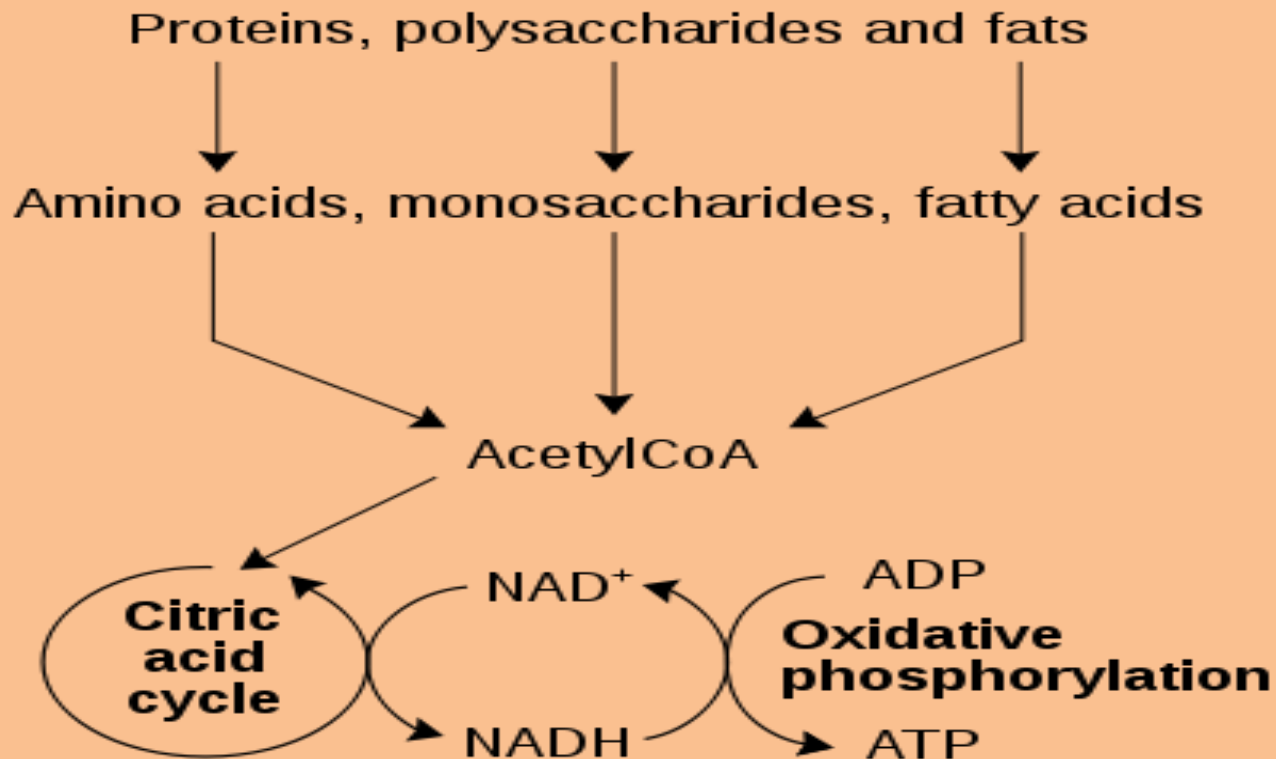 Proteins, polysaccharides and fats
Amino acids, monosaccharides, fatty acids
AcetylCoA
Citric
acid
cycle
NAD⁺
NADH
ADP
Oxidative
phosphorylation
ATP